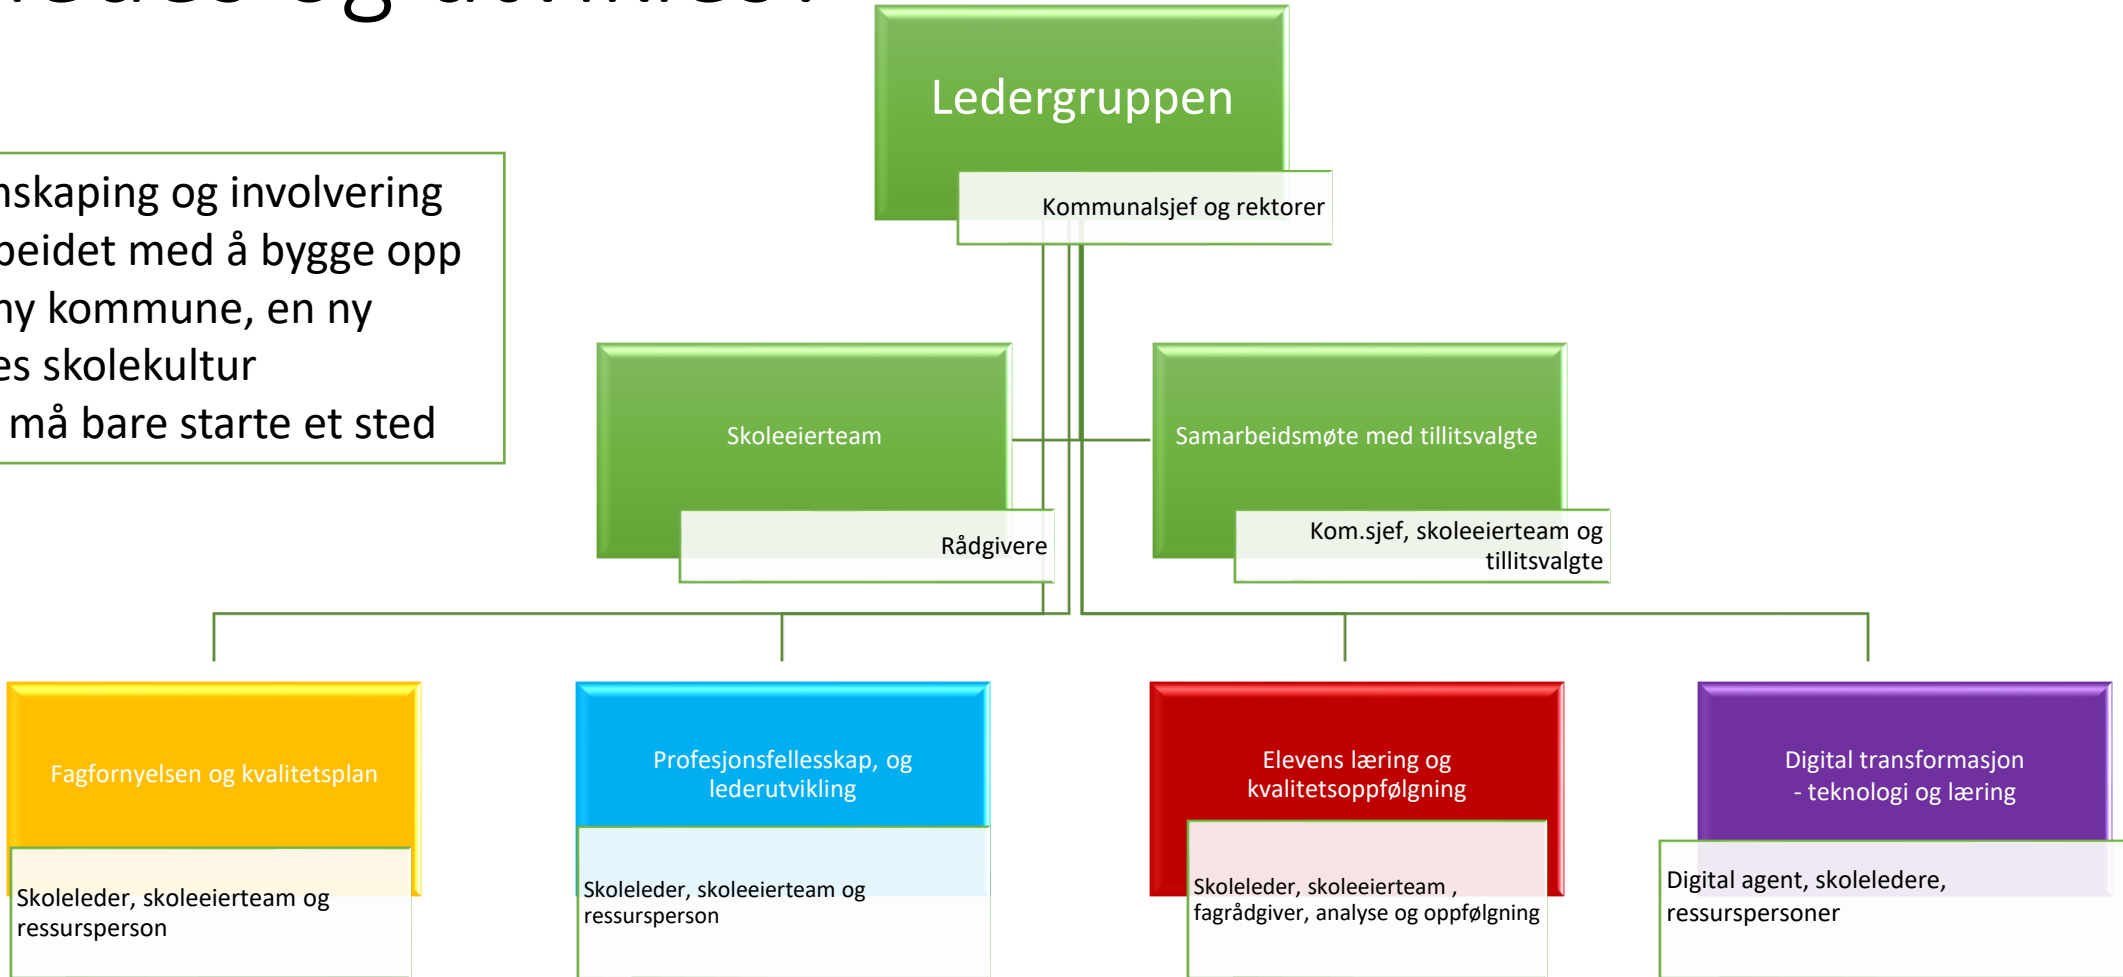 og
Ledergruppen
Kommunalsjef og rektorer
og involvering
med å bygge opp
ny kommune, en ny
skolekultur
må bare starte et sted
Skoleeierteam
Rådgivere
Samarbeidsmøte med tillitsvalgte
Kom.sjef, skoleeierteam og
tillitsvalgte
Fagfornyelsen og kvalitetsplan
Skoleleder, skoleeierteam og
ressursperson
Profesjonsfellesskap, og
lederutvikling
Skoleleder, skoleeierteam og
ressursperson
Elevens læring og
kvalitetsoppfølgning
Skoleleder, skoleeierteam ,
fagrådgiver, analyse og oppfølgning
Digital transformasjon
- teknologi og læring
Digital agent, skoleledere,
ressurspersoner